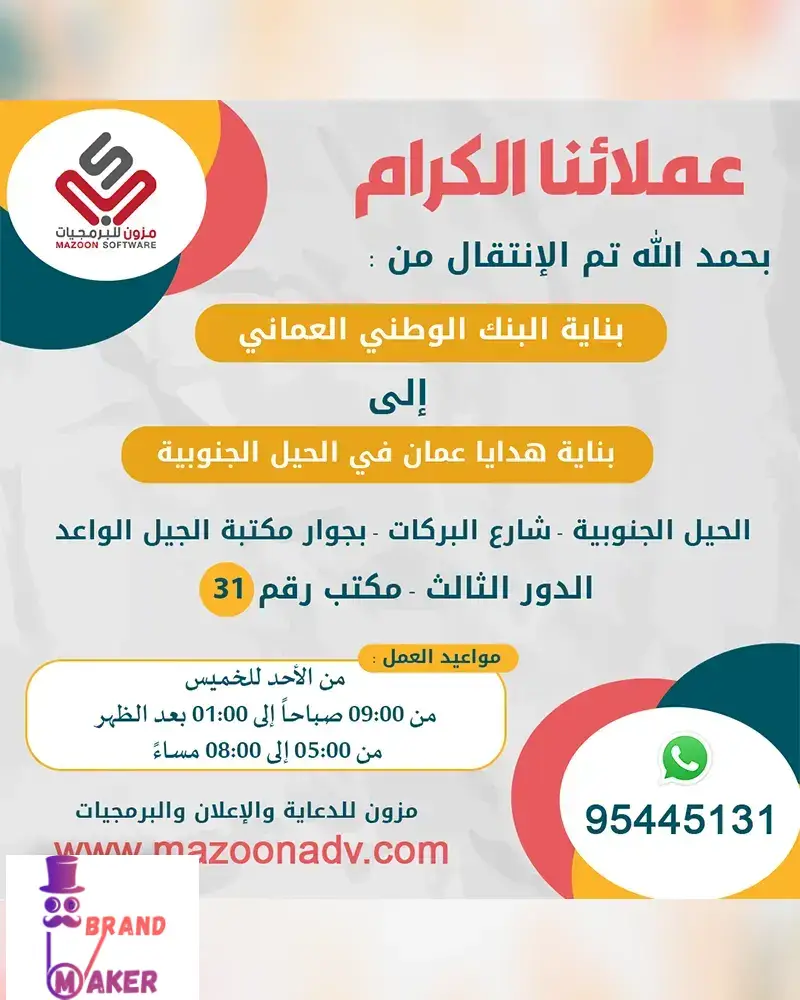 مزون للبرمجيات
MAZOON SOFTWARE
عملائنا الكرام
بحمد الله تم الإنتقال من :
بناية البنك الوطني العماني
إلى
بناية هدايا عمان في الحيل الجنوبية
الحيل الجنوبية - شارع البركات - بجوار مكتبة الجيل الواعد
الدور الثالث - مكتب رقم 31
مواعيد العمل :
من الأحد للخميس
من 09:00 صباحاً إلى 01:00 بعد الظهر
من 05:00 إلى 08:00 مساءً
95445131
مزون للدعاية والإعلان والبرمجيات
www.mazoonadv.com
BRAND
MAKER